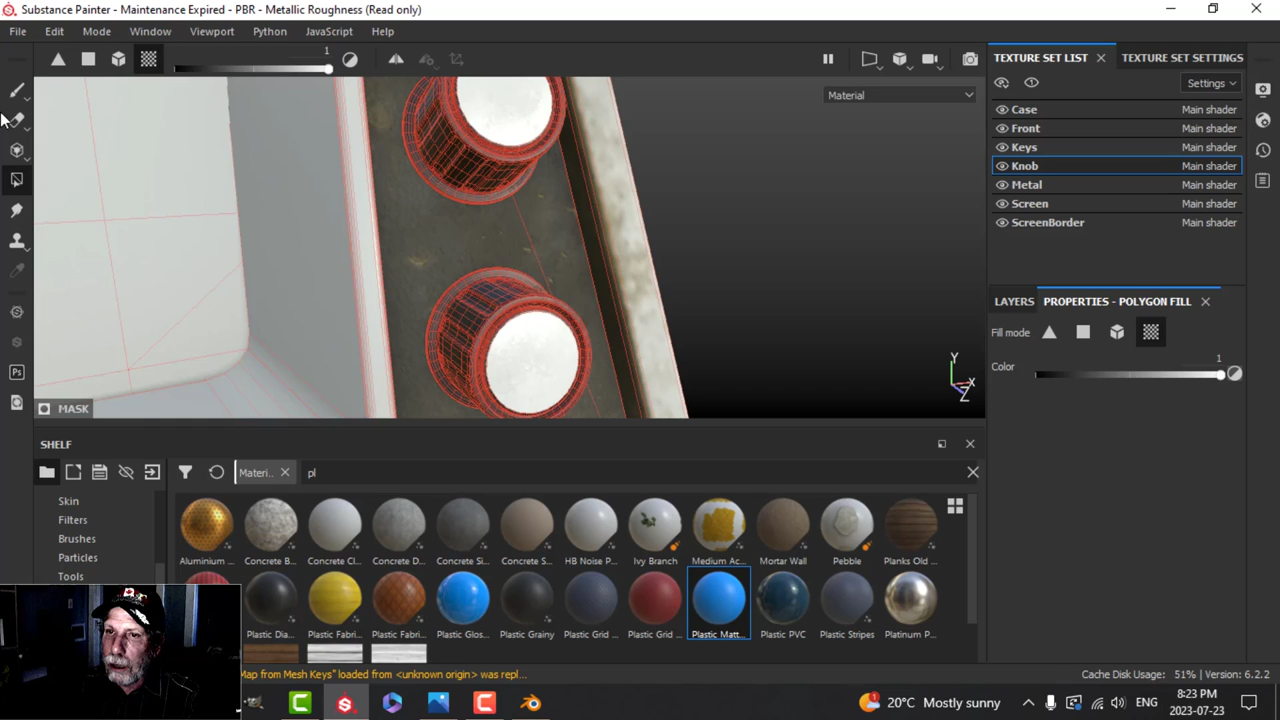 Substance Painter - Maintenance Expired - PBR - Metallic Roughness (Read only)
File Edit Mode Window Viewport Python JavaScript Help
1
TEXTURE SET LIST
TEXTURE SET SETTINGS
Settings
Material
Case Main shader
Front Main shader
Keys Main shader
Knob Main shader
Metal Main shader
Screen Main shader
ScreenBorder Main shader
LAYERS PROPERTIES - POLYGON FILL
Fill mode
Color 1
Y
X
Z
MASK
SHELF
Ps
Materi.. pl
Skin
Filters
Brushes
Particles
Tools
Aluminium ... Concrete B... Concrete Cl... Concrete D... Concrete Si... Concrete S... HB Noise P... Ivy Branch Medium Ac... Mortar Wall Pebble Planks Old ...
Plastic Dia... Plastic Fabri... Plastic Fabri... Plastic Glos... Plastic Grainy Plastic Grid ... Plastic Grid ... Plastic Matt... Plastic PVC Plastic Stripes Platinum P...
Map from Mesh Keys" loaded from <unknown origin> was repl...
Cache Disk Usage: 51% | Version: 6.2.2
1 20°C Mostly sunny
ENG
8:23 PM
2023-07-23